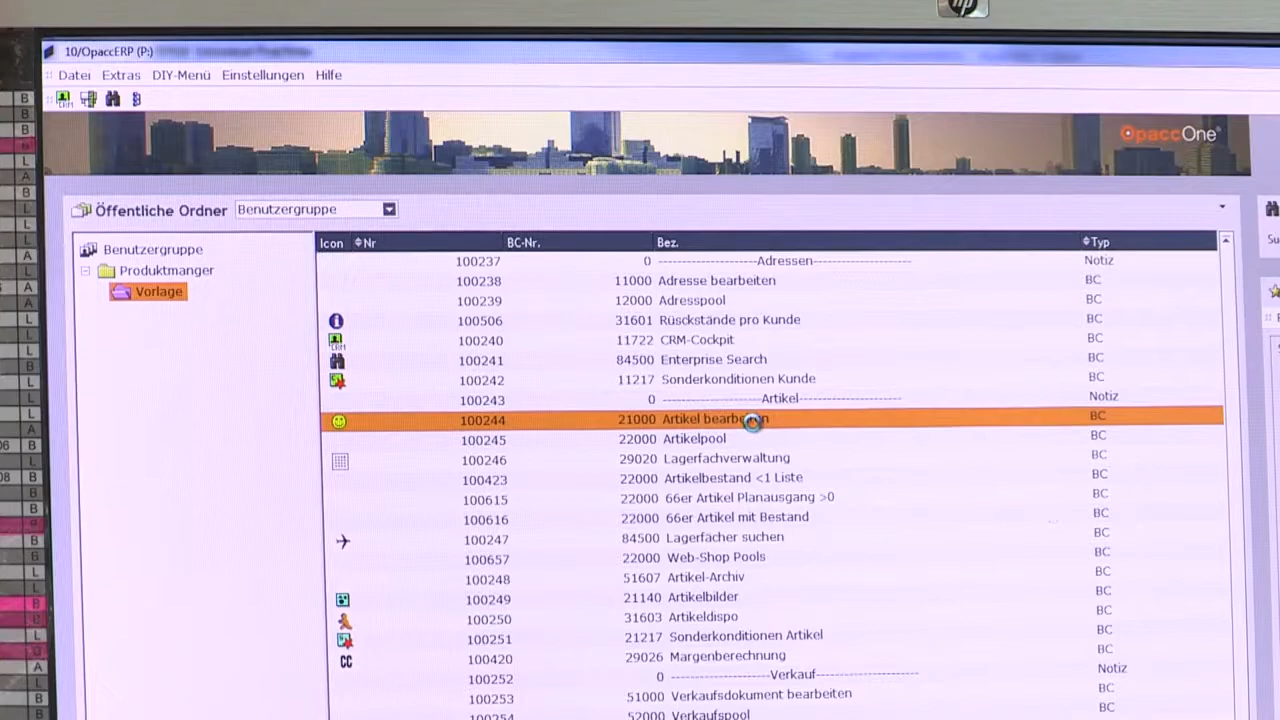 hp
10/OpaccERP (P:)
Datei Extras DIY-Menü Einstellungen Hilfe
CRM
OpaccOne®
Öffentliche Ordner Benutzergruppe
Benutzergruppe
Produktmanger
Vorlage
Icon Nr BC-Nr. Bez. Typ
100237 0 --------------------Adressen-------------------- Notiz
100238 11000 Adresse bearbeiten BC
100239 12000 Adresspool BC
100506 31601 Rüsckstände pro Kunde BC
100240 11722 CRM-Cockpit BC
100241 84500 Enterprise Search BC
100242 11217 Sonderkonditionen Kunde BC
100243 0 --------------------Artikel-------------------- Notiz
100244 21000 Artikel bearbeiten BC
100245 22000 Artikelpool BC
100246 29020 Lagerfachverwaltung BC
100423 22000 Artikelbestand <1 Liste BC
100615 22000 66er Artikel Planausgang >0 BC
100616 22000 66er Artikel mit Bestand BC
100247 84500 Lagerfächer suchen BC
100657 22000 Web-Shop Pools BC
100248 51607 Artikel-Archiv BC
100249 21140 Artikelbilder BC
100250 31603 Artikeldispo BC
100251 21217 Sonderkonditionen Artikel BC
CC 100420 29026 Margenberechnung BC
100252 0 --------------------Verkauf-------------------- Notiz
100253 51000 Verkaufsdokument bearbeiten BC
100254 52000 Verkaufspool BC